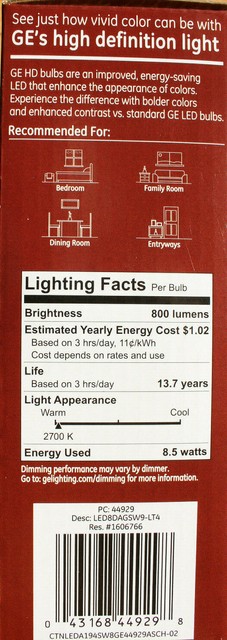 See just how vivid color can be with
GE's high definition light
GE HD bulbs are an improved, energy-saving
LED that enhance the appearance of colors.
Experience the difference with bolder colors
and enhanced contrast vs. standard GE LED bulbs.
Recommended For:
Bedroom
Family Room
Dining Room
Entryways
Lighting Facts Per Bulb
Brightness 800 lumens
Estimated Yearly Energy Cost $1.02
Based on 3 hrs/day, 11¢/kWh
Cost depends on rates and use
Life
Based on 3 hrs/day 13.7 years
Light Appearance
Warm Cool
2700 K
Energy Used 8.5 watts
Dimming performance may vary by dimmer.
Go to: gelighting.com/dimming for more information.
PC: 44929
Desc: LED8DAGSW9-LT4
Res. #1606766
0 43168 44929 8
CTNLEDA194SW8GE44929ASCH-02